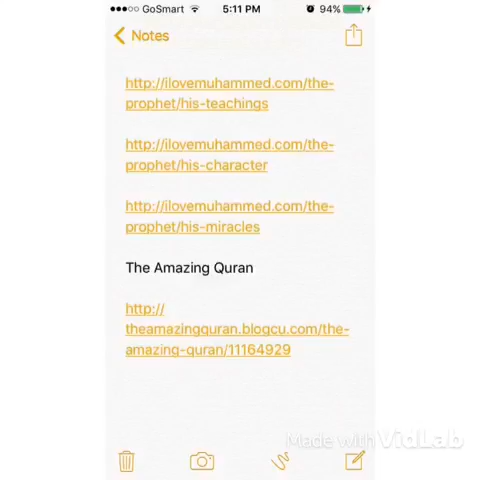 GoSmart 5:11 PM 94%
Notes
http://ilovemuhammed.com/the-
prophet/his-teachings
http://ilovemuhammed.com/the-
prophet/his-character
http://ilovemuhammed.com/the-
prophet/his-miracles
The Amazing Quran
http://
theamazingquran.blogcu.com/the-
amazing-quran/11164929
Made with VidLab